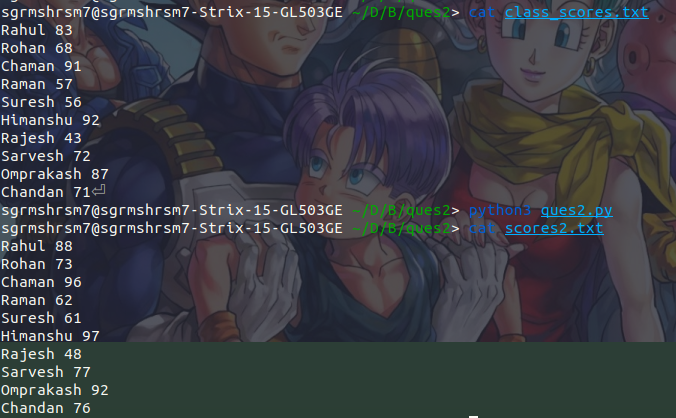 sgrmshrsm7@sgrmshrsm7-Strix-15-GL503GE ~/D/B/ques2> cat class_scores.txt
Rahul 83
Rohan 68
Chaman 91
Raman 57
Suresh 56
Himanshu 92
Rajesh 43
Sarvesh 72
Omprakash 87
Chandan 71⏎
sgrmshrsm7@sgrmshrsm7-Strix-15-GL503GE ~/D/B/ques2> python3 ques2.py
sgrmshrsm7@sgrmshrsm7-Strix-15-GL503GE ~/D/B/ques2> cat scores2.txt
Rahul 88
Rohan 73
Chaman 96
Raman 62
Suresh 61
Himanshu 97
Rajesh 48
Sarvesh 77
Omprakash 92
Chandan 76